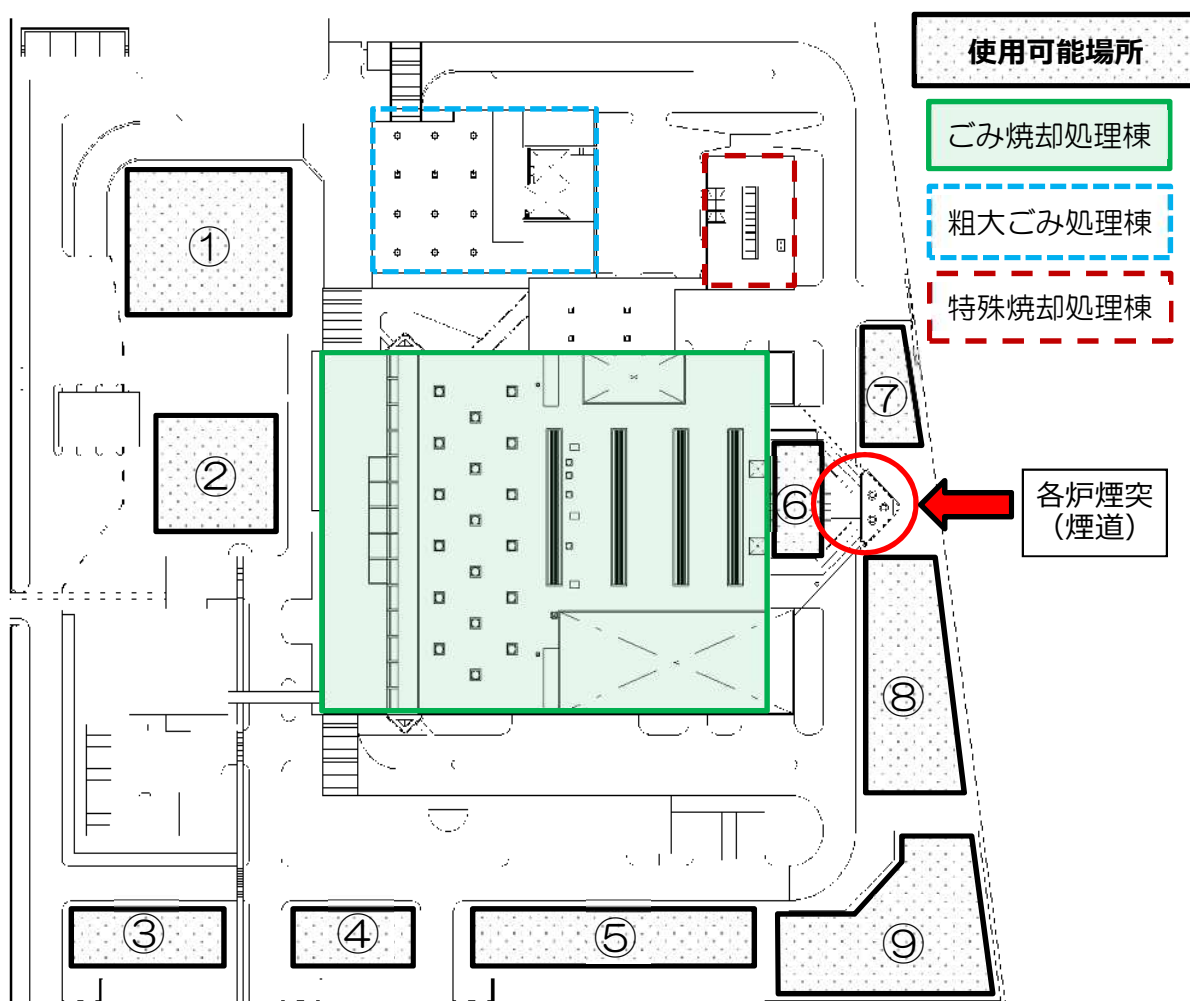 使用可能場所
ごみ焼却処理棟
粗大ごみ処理棟
特殊焼却処理棟
①
②
⑦
⑥
各炉煙突
（煙道）
⑧
③
④
⑤
⑨